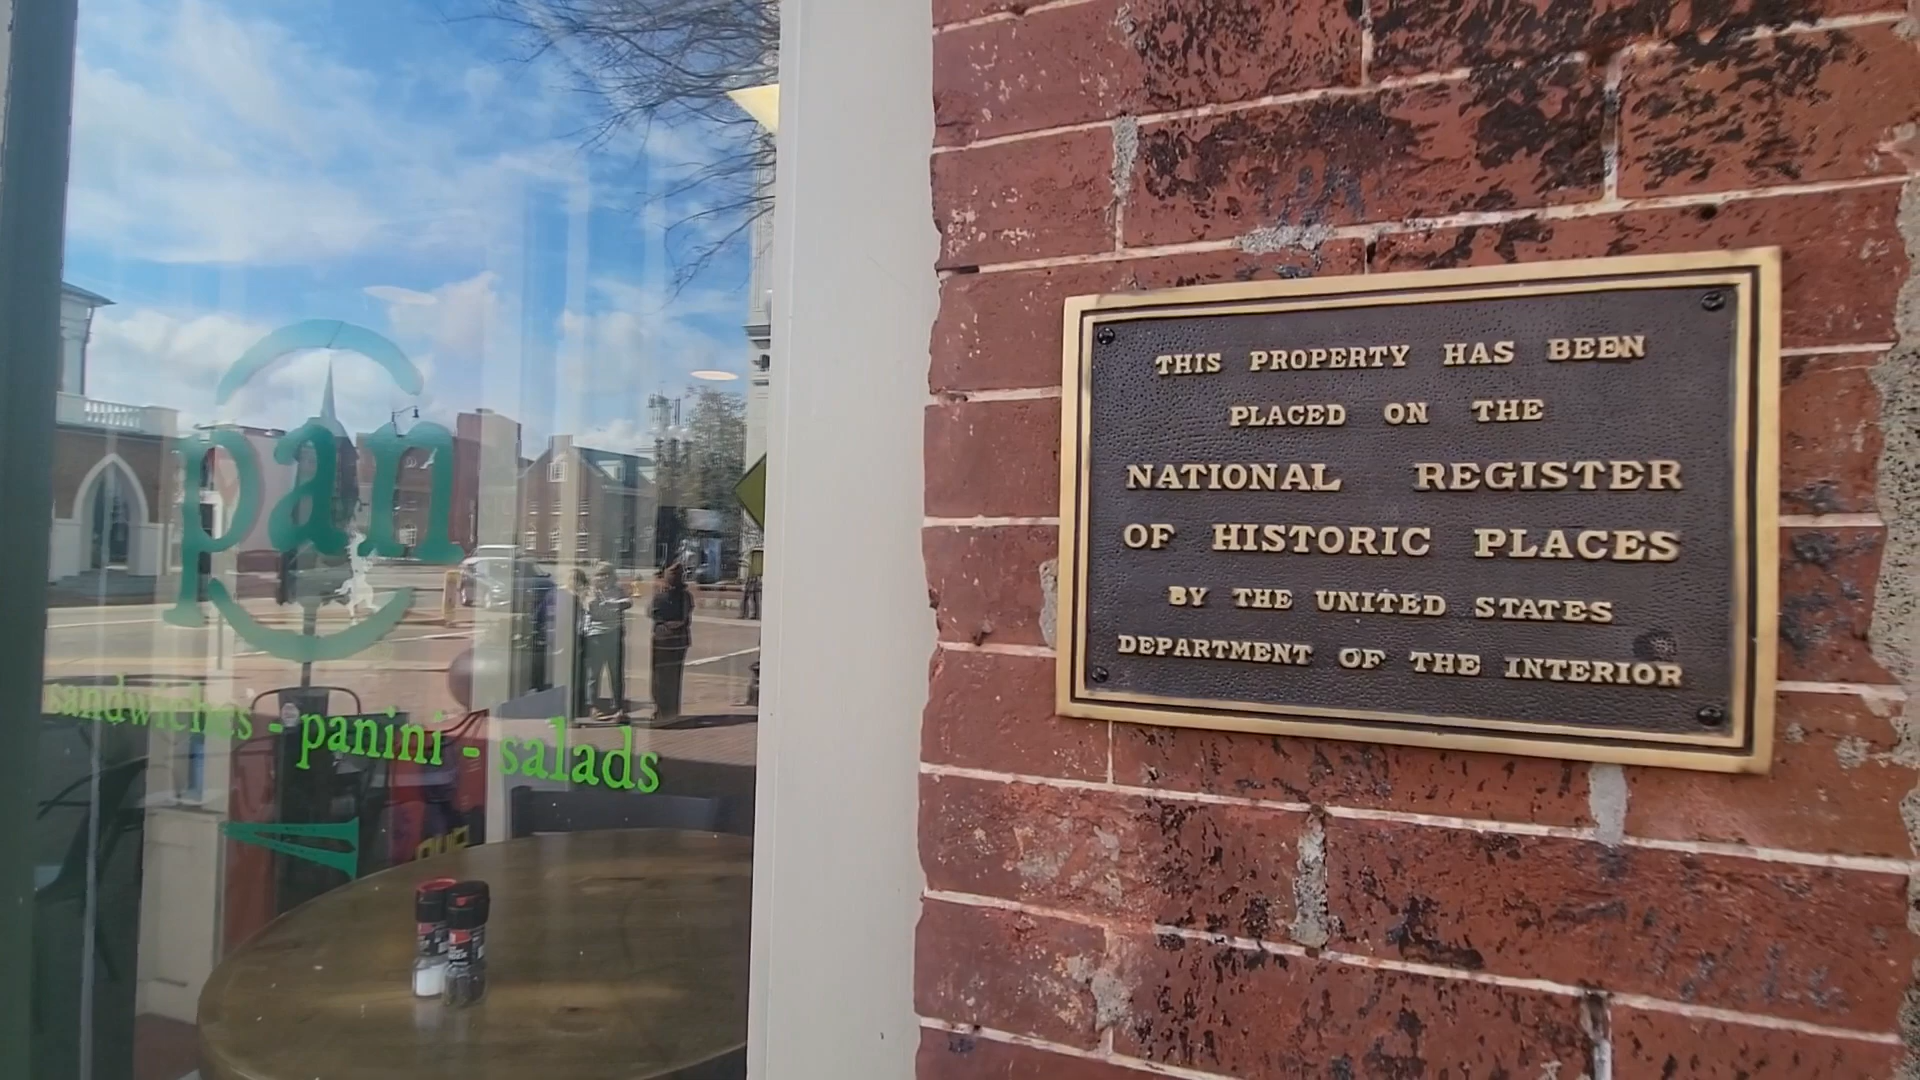 pan
sandwiches - panini - salads
THIS PROPERTY HAS BEEN
PLACED ON THE
NATIONAL REGISTER
OF HISTORIC PLACES
BY THE UNITED STATES
DEPARTMENT OF THE INTERIOR